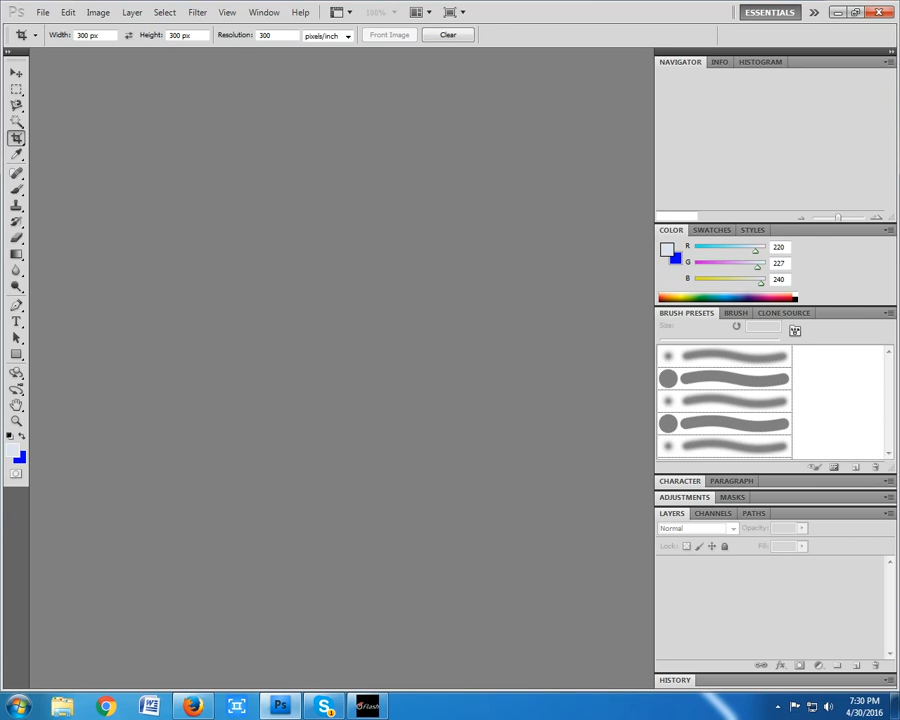 Ps File Edit Image Layer Select Filter View Window Help 100% ESSENTIALS
Width: 300 px Height: 300 px Resolution: 300 pixels/inch Front Image Clear
NAVIGATOR INFO HISTOGRAM
COLOR SWATCHES STYLES
R 220
G 227
B 240
BRUSH PRESETS BRUSH CLONE SOURCE
Size:
CHARACTER PARAGRAPH
ADJUSTMENTS MASKS
LAYERS CHANNELS PATHS
Normal Opacity:
Lock: Fill:
HISTORY
Ps Flash 7:30 PM
4/30/2016